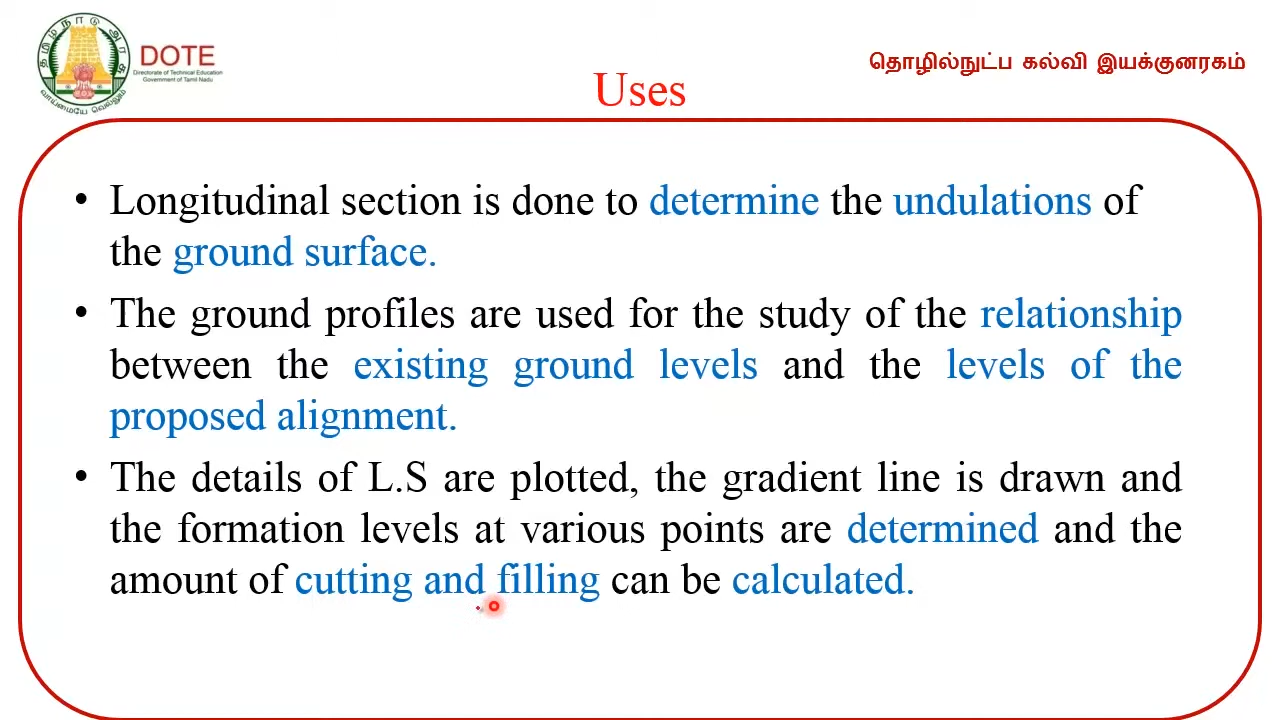 தமிழ்நாடு அரசு
வாய்மையே வெல்லும்
DOTE
Directorate of Technical Education
Government of Tamil Nadu
தொழில்நுட்ப கல்வி இயக்குனரகம்
Uses
• Longitudinal section is done to determine the undulations of
the ground surface.
• The ground profiles are used for the study of the relationship
between the existing ground levels and the levels of the
proposed alignment.
• The details of L.S are plotted, the gradient line is drawn and
the formation levels at various points are determined and the
amount of cutting and filling can be calculated.